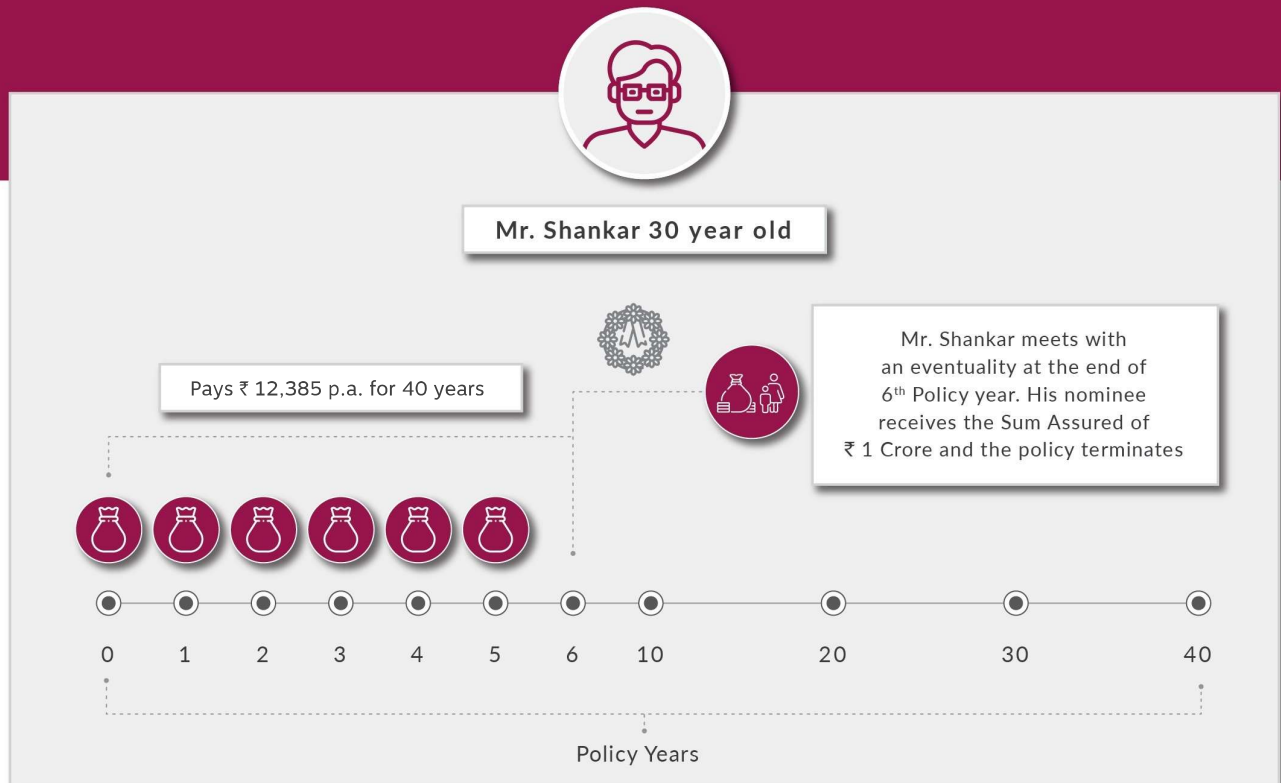 Mr. Shankar 30 year old
Pays ₹ 12,385 p.a. for 40 years
Mr. Shankar meets with
an eventuality at the end of
6th Policy year. His nominee
receives the Sum Assured of
₹ 1 Crore and the policy terminates
0 1 2 3 4 5 6 10 20 30 40
Policy Years